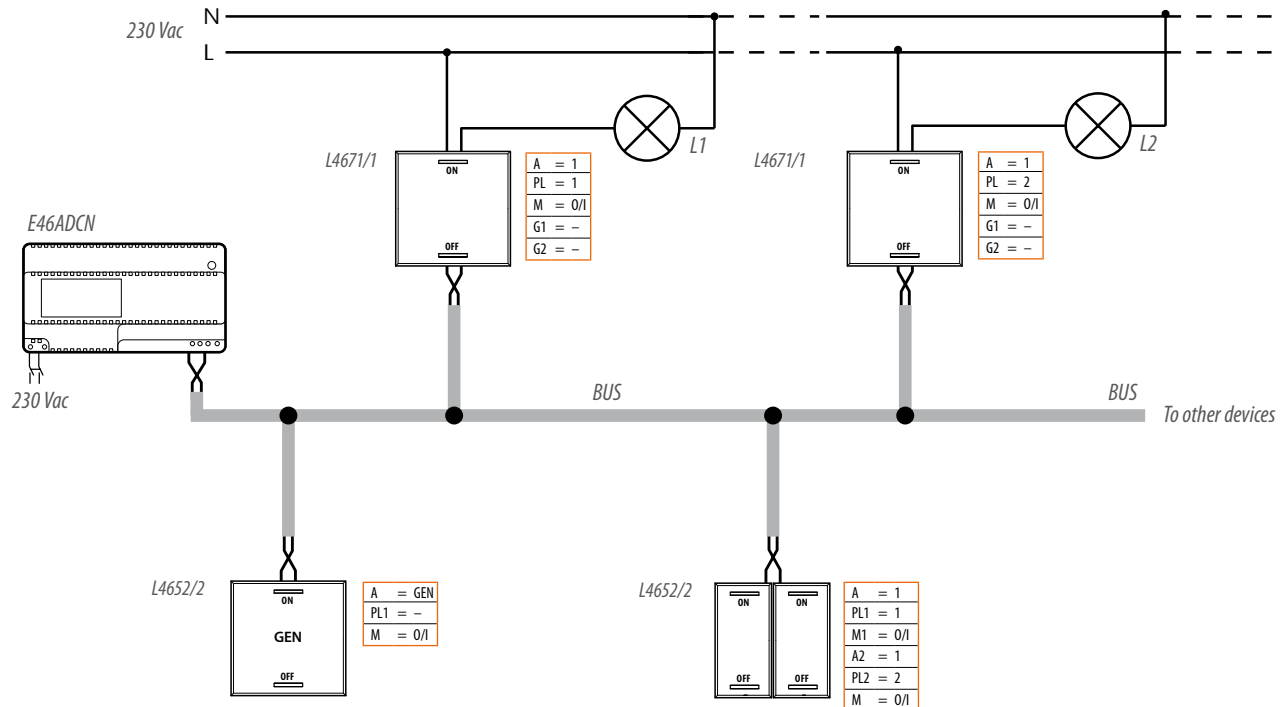 N
230 Vac
L
L1
L2
L4671/1
ON
OFF
A = 1
PL = 1
M = 0/I
G1 = –
G2 = –
L4671/1
ON
OFF
A = 1
PL = 2
M = 0/I
G1 = –
G2 = –
E46ADCN
230 Vac
BUS
BUS
To other devices
L4652/2
ON
GEN
OFF
A = GEN
PL1 = –
M = 0/I
L4652/2
ON
ON
OFF
OFF
A = 1
PL1 = 1
M1 = 0/I
A2 = 1
PL2 = 2
M = 0/I